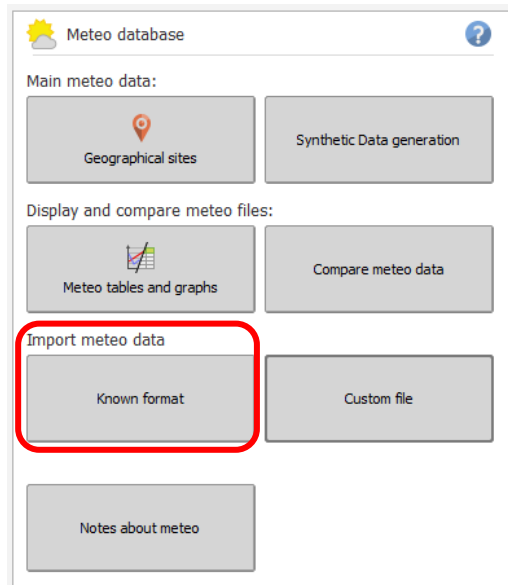 Meteo database
?
Main meteo data:
Geographical sites
Synthetic Data generation
Display and compare meteo files:
Meteo tables and graphs
Compare meteo data
Import meteo data
Known format
Custom file
Notes about meteo